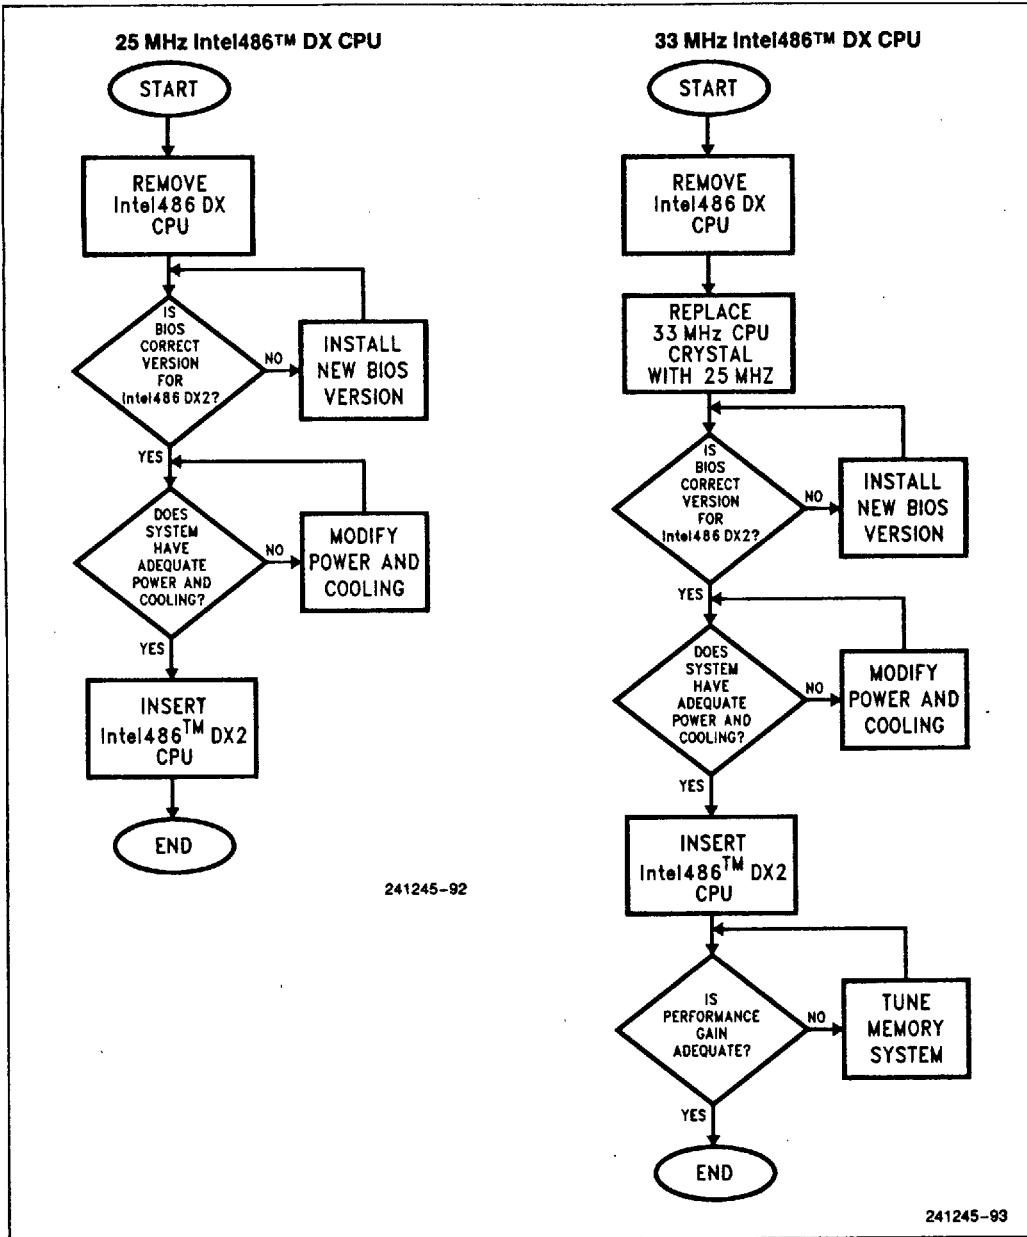 25 MHz Intel486™ DX CPU
START
REMOVE
Intel486 DX
CPU
IS
BIOS
CORRECT
VERSION
FOR
Intel486 DX2?
NO
INSTALL
NEW BIOS
VERSION
YES
DOES
SYSTEM
HAVE
ADEQUATE
POWER AND
COOLING?
NO
MODIFY
POWER AND
COOLING
YES
INSERT
Intel486™ DX2
CPU
END
241245-92
33 MHz Intel486™ DX CPU
START
REMOVE
Intel486 DX
CPU
REPLACE
33 MHz CPU
CRYSTAL
WITH 25 MHZ
IS
BIOS
CORRECT
VERSION
FOR
Intel486 DX2?
NO
INSTALL
NEW BIOS
VERSION
YES
DOES
SYSTEM
HAVE
ADEQUATE
POWER AND
COOLING?
NO
MODIFY
POWER AND
COOLING
YES
INSERT
Intel486™ DX2
CPU
IS
PERFORMANCE
GAIN
ADEQUATE?
NO
TUNE
MEMORY
SYSTEM
YES
END
241245-93